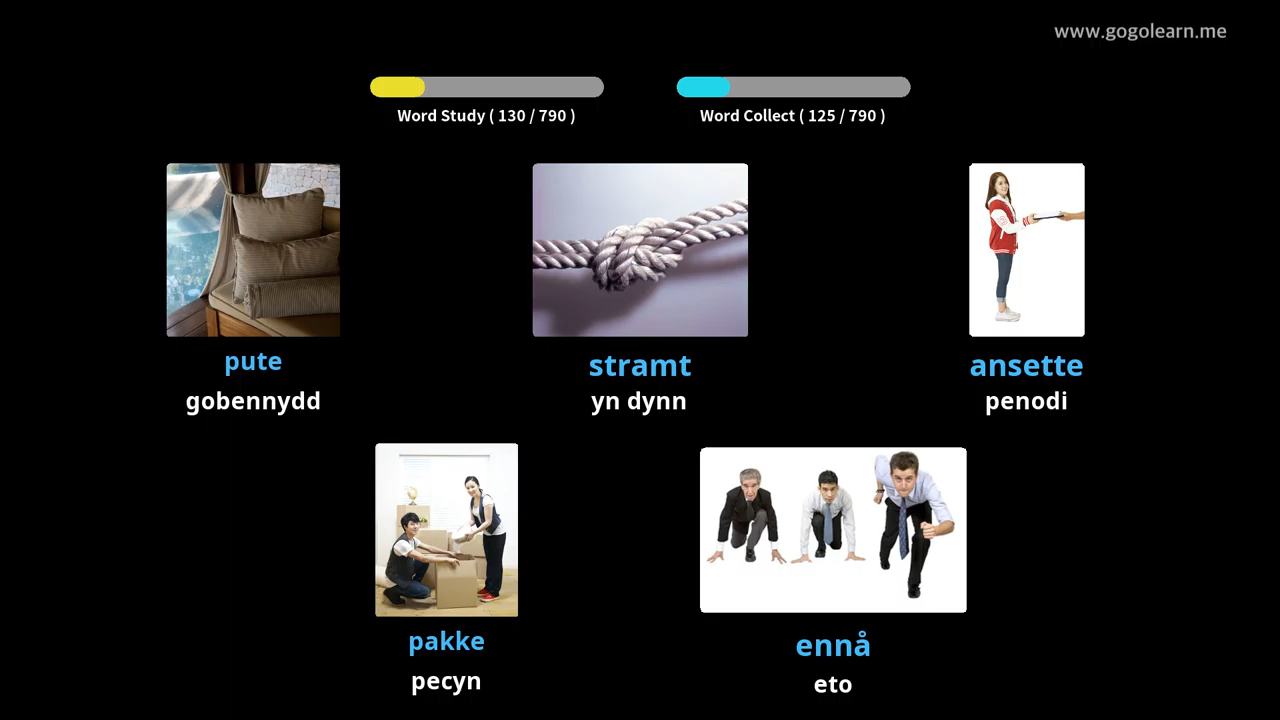 www.gogolearn.me
Word Study ( 130 / 790 )
Word Collect ( 125 / 790 )
pute
gobennydd
stramt
yn dynn
ansette
penodi
pakke
pecyn
ennå
eto